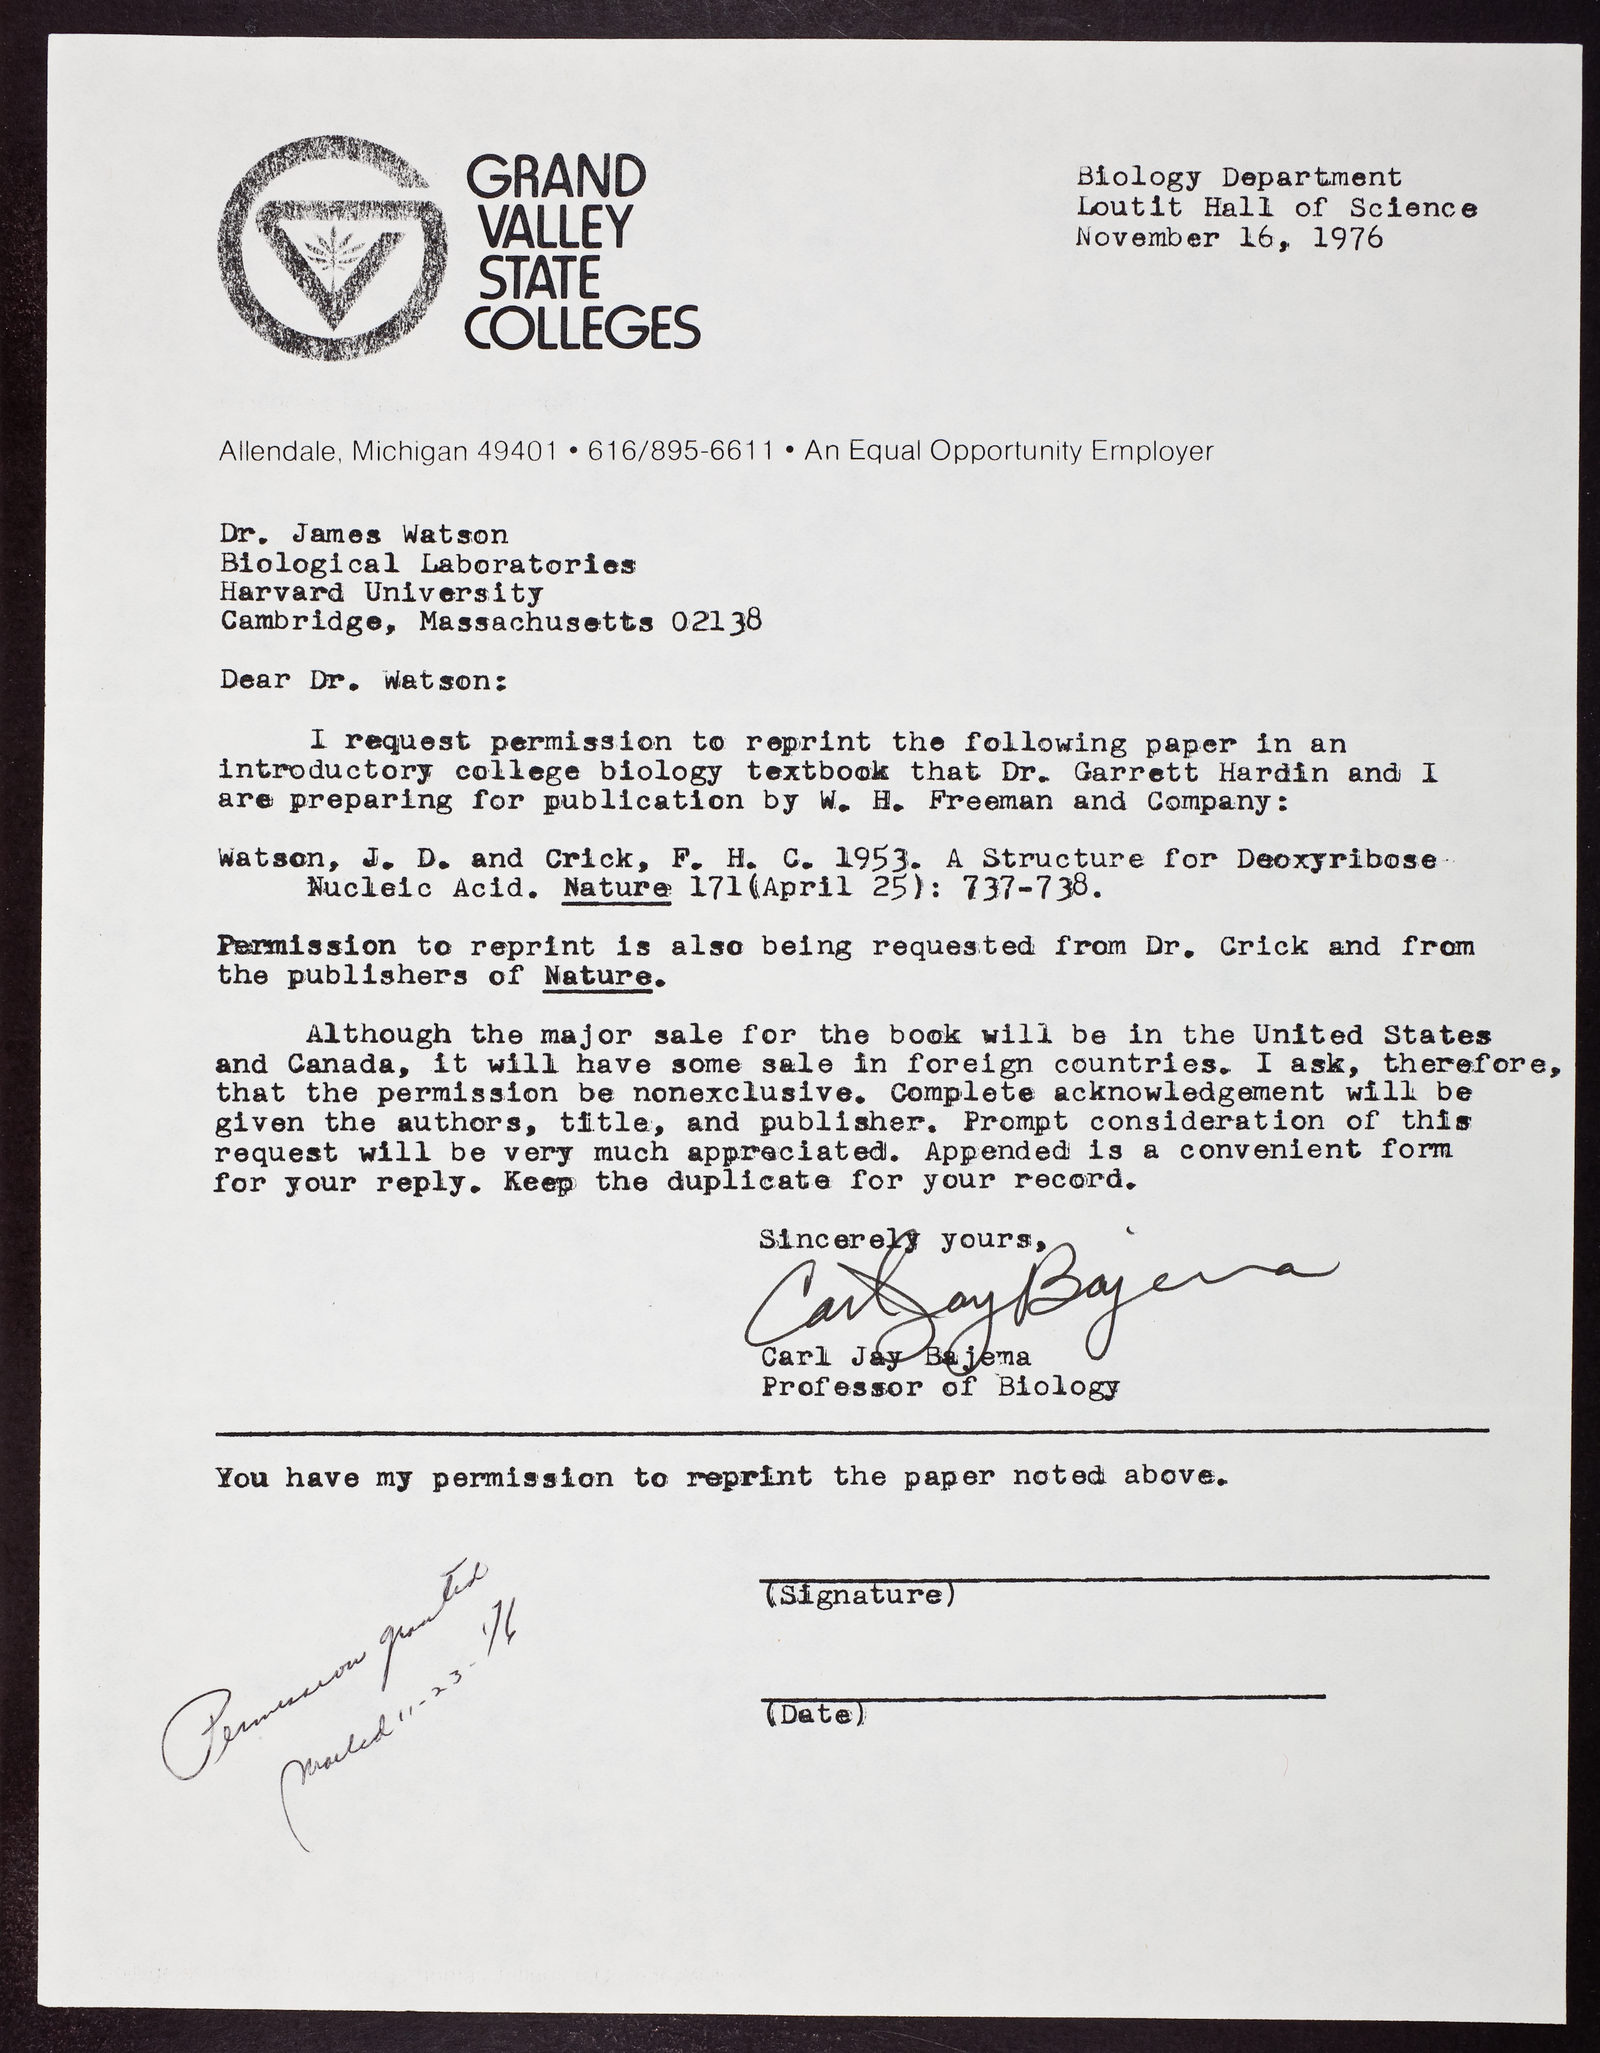 GRAND
VALLEY
STATE
COLLEGES
Biology Department
Loutit Hall of Science
November 16, 1976
Allendale, Michigan 49401 • 616/895-6611 • An Equal Opportunity Employer
Dr. James Watson
Biological Laboratories
Harvard University
Cambridge, Massachusetts 02138
Dear Dr. Watson:
I request permission to reprint the following paper in an
introductory college biology textbook that Dr. Garrett Hardin and I
are preparing for publication by W. H. Freeman and Company:
Watson, J. D. and Crick, F. H. C. 1953. A Structure for Deoxyribose
Nucleic Acid. Nature 171(April 25): 737-738.
Permission to reprint is also being requested from Dr. Crick and from
the publishers of Nature.
Although the major sale for the book will be in the United States
and Canada, it will have some sale in foreign countries. I ask, therefore,
that the permission be nonexclusive. Complete acknowledgement will be
given the authors, title, and publisher. Prompt consideration of this
request will be very much appreciated. Appended is a convenient form
for your reply. Keep the duplicate for your record.
Sincerely yours,
Carl Jay Bajema
Carl Jay Bajema
Professor of Biology
You have my permission to reprint the paper noted above.
(Signature)
Permission granted
mailed 11-23-76
(Date)